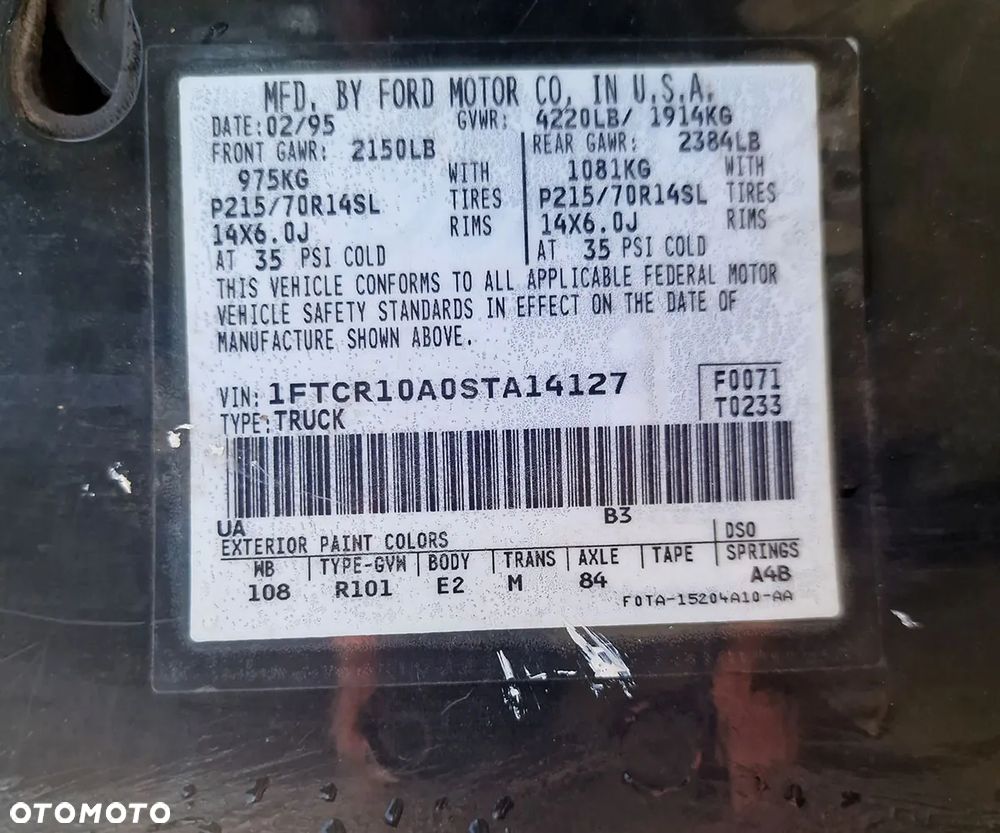 MFD. BY FORD MOTOR CO. IN U.S.A.
DATE: 02/95 GVWR: 4220LB/ 1914KG
FRONT GAWR: 2150LB REAR GAWR: 2384LB
975KG WITH 1081KG WITH
P215/70R14SL TIRES P215/70R14SL TIRES
14X6.0J RIMS 14X6.0J RIMS
AT 35 PSI COLD AT 35 PSI COLD
THIS VEHICLE CONFORMS TO ALL APPLICABLE FEDERAL MOTOR
VEHICLE SAFETY STANDARDS IN EFFECT ON THE DATE OF
MANUFACTURE SHOWN ABOVE.
VIN: 1FTCR10A0STA14127 F0071
TYPE: TRUCK T0233
UA B3
EXTERIOR PAINT COLORS DSO
WB TYPE-GVW BODY TRANS AXLE TAPE SPRINGS
108 R101 E2 M 84 A4B
F0TA-15204A10-AA
OTOMOTO